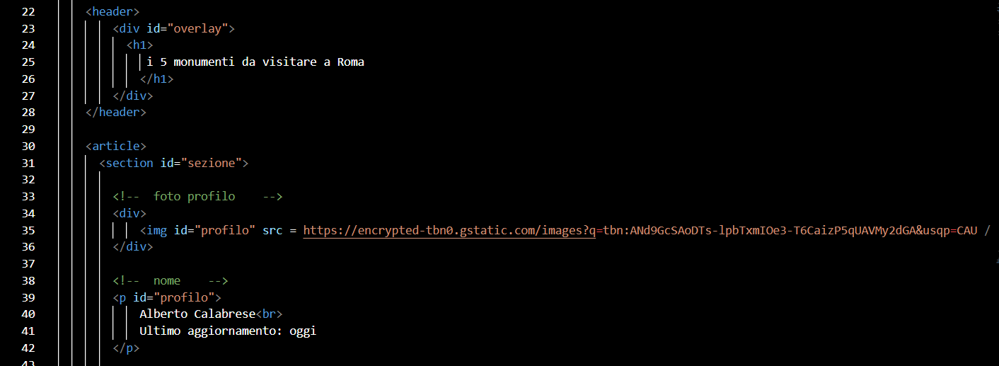 22 <header>
23 <div id="overlay">
24 <h1>
25 i 5 monumenti da visitare a Roma
26 </h1>
27 </div>
28 </header>
29
30 <article>
31 <section id="sezione">
32
33 <!--  foto profilo    -->
34 <div>
35 <img id="profilo" src = https://encrypted-tbn0.gstatic.com/images?q=tbn:ANd9GcSAoDTs-lpbTxmIOe3-T6CaizP5qUAVMy2dGA&usqp=CAU /
36 </div>
37
38 <!--  nome    -->
39 <p id="profilo">
40 Alberto Calabrese<br>
41 Ultimo aggiornamento: oggi
42 </p>
43